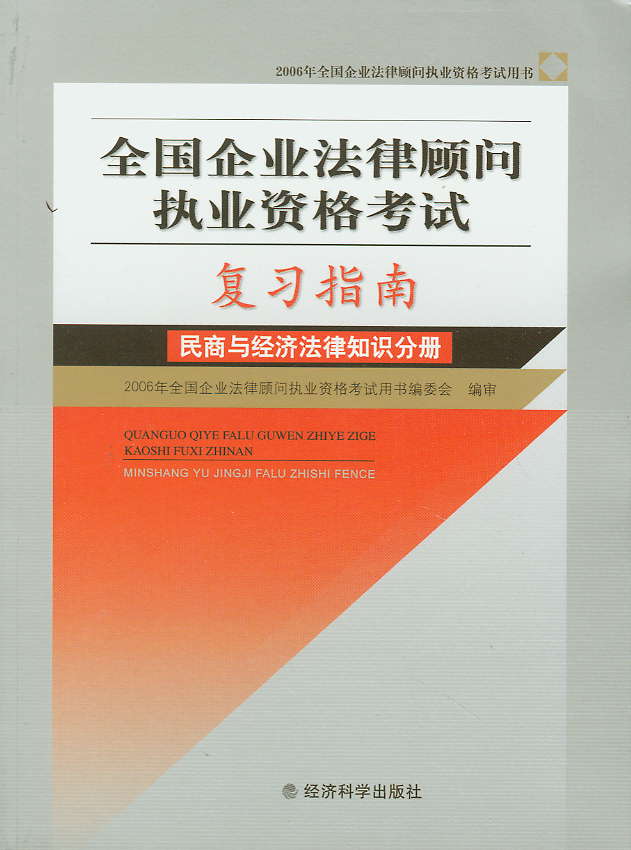 2006年全国企业法律顾问执业资格考试用书
全国企业法律顾问
执业资格考试
复习指南
民商与经济法律知识分册
2006年全国企业法律顾问执业资格考试用书编委会 编审
QUANGUO QIYE FALU GUWEN ZHIYE ZIGE
KAOSHI FUXI ZHINAN
MINSHANG YU JINGJI FALU ZHISHI FENCE
经济科学出版社